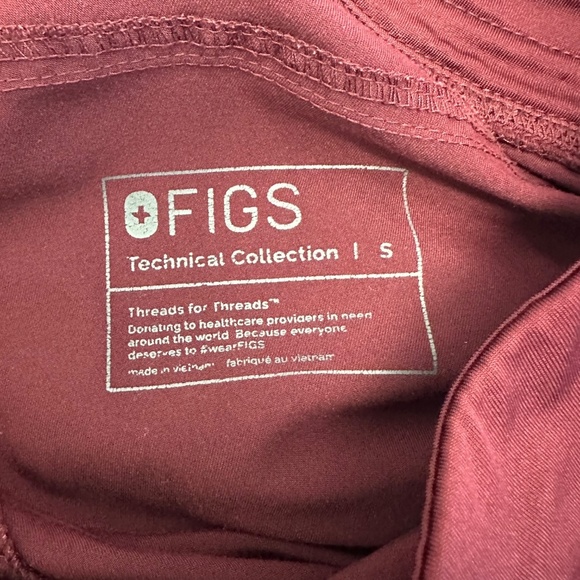 FIGS
Technical Collection | S
Threads for Threads™
Donating to healthcare providers in need
around the world. Because everyone
deserves to #wearFIGS
made in vietnam fabriqué au vietnam